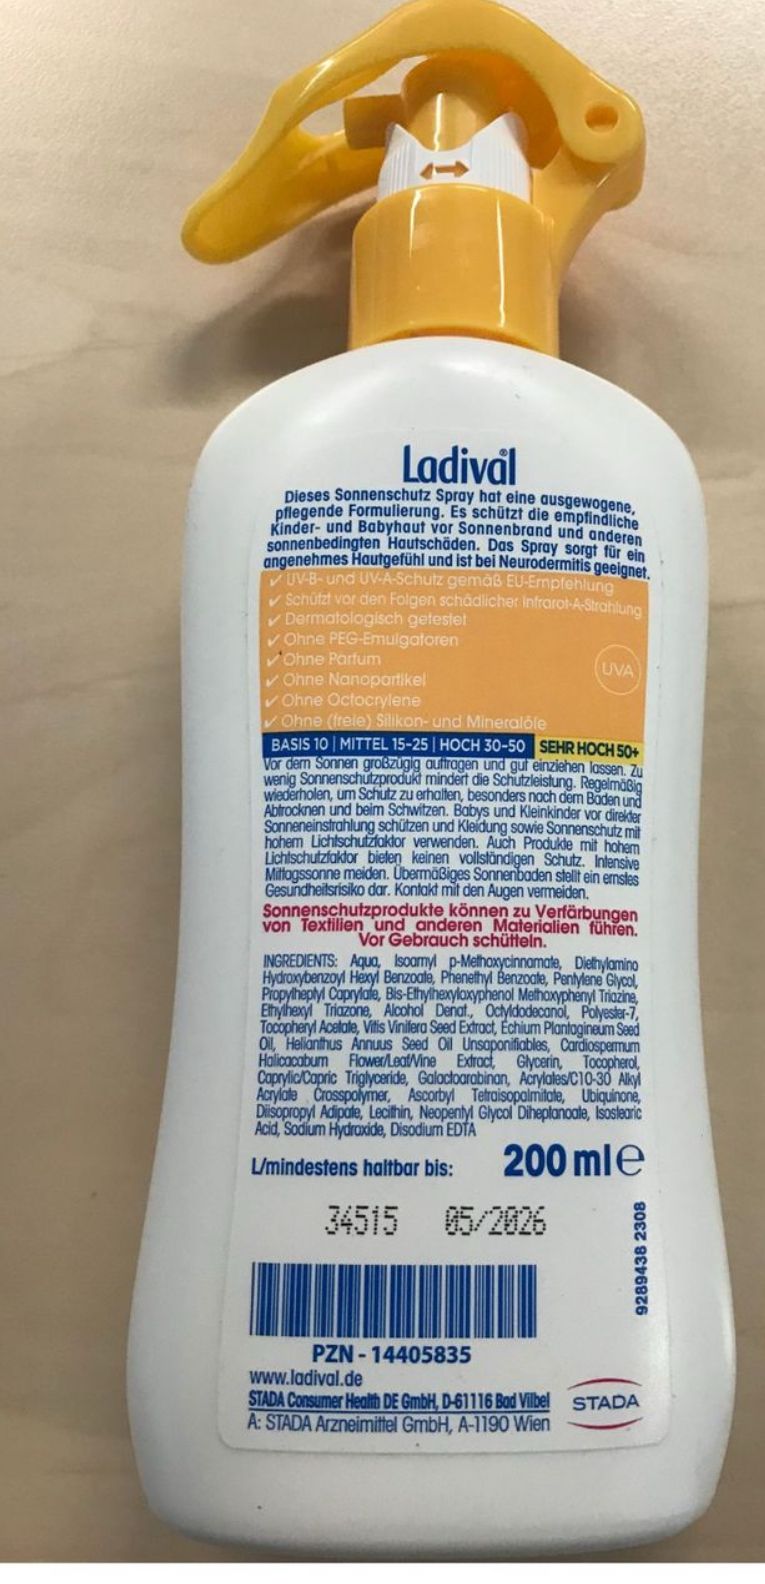 Ladival®
Dieses Sonnenschutz Spray hat eine ausgewogene,
pflegende Formulierung. Es schützt die empfindliche
Kinder- und Babyhaut vor Sonnenbrand und anderen
sonnenbedingten Hautschäden. Das Spray sorgt für ein
angenehmes Hautgefühl und ist bei Neurodermitis geeignet.
✓ UV-B- und UV-A-Schutz gemäß EU-Empfehlung
✓ Schützt vor den Folgen schädlicher Infrarot-A-Strahlung
✓ Dermatologisch getestet
✓ Ohne PEG-Emulgatoren
✓ Ohne Parfum
✓ Ohne Nanopartikel
✓ Ohne Octocrylene
✓ Ohne (freie) Silikon- und Mineralöle
UVA
BASIS 10 | MITTEL 15-25 | HOCH 30-50 | SEHR HOCH 50+
Vor dem Sonnen großzügig auftragen und gut einziehen lassen. Zu
wenig Sonnenschutzprodukt mindert die Schutzleistung. Regelmäßig
wiederholen, um Schutz zu erhalten, besonders nach dem Baden und
Abtrocknen und beim Schwitzen. Babys und Kleinkinder vor direkter
Sonneneinstrahlung schützen und Kleidung sowie Sonnenschutz mit
hohem Lichtschutzfaktor verwenden. Auch Produkte mit hohem
Lichtschutzfaktor bieten keinen vollständigen Schutz. Intensive
Mittagssonne meiden. Übermäßiges Sonnenbaden stellt ein ernstes
Gesundheitsrisiko dar. Kontakt mit den Augen vermeiden.
Sonnenschutzprodukte können zu Verfärbungen
von Textilien und anderen Materialien führen.
Vor Gebrauch schütteln.
INGREDIENTS: Aqua, Isoamyl p-Methoxycinnamate, Diethylamino
Hydroxybenzoyl Hexyl Benzoate, Phenethyl Benzoate, Pentylene Glycol,
Propylheptyl Caprylate, Bis-Ethylhexyloxyphenol Methoxyphenyl Triazine,
Ethylhexyl Triazone, Alcohol Denat., Octyldodecanol, Polyester-7,
Tocopheryl Acetate, Vitis Vinifera Seed Extract, Echium Plantagineum Seed
Oil, Helianthus Annuus Seed Oil Unsaponifiables, Cardiospermum
Halicacabum Flower/Leaf/Vine Extract, Glycerin, Tocopherol,
Caprylic/Capric Triglyceride, Galactoarabinan, Acrylates/C10-30 Alkyl
Acrylate Crosspolymer, Ascorbyl Tetraisopalmitate, Ubiquinone,
Diisopropyl Adipate, Lecithin, Neopentyl Glycol Diheptanoate, Isostearic
Acid, Sodium Hydroxide, Disodium EDTA
L/mindestens haltbar bis: 200 ml ℮
34515 05/2026
9289438 2308
PZN - 14405835
www.ladival.de
STADA Consumer Health DE GmbH, D-61116 Bad Vilbel
A: STADA Arzneimittel GmbH, A-1190 Wien
STADA